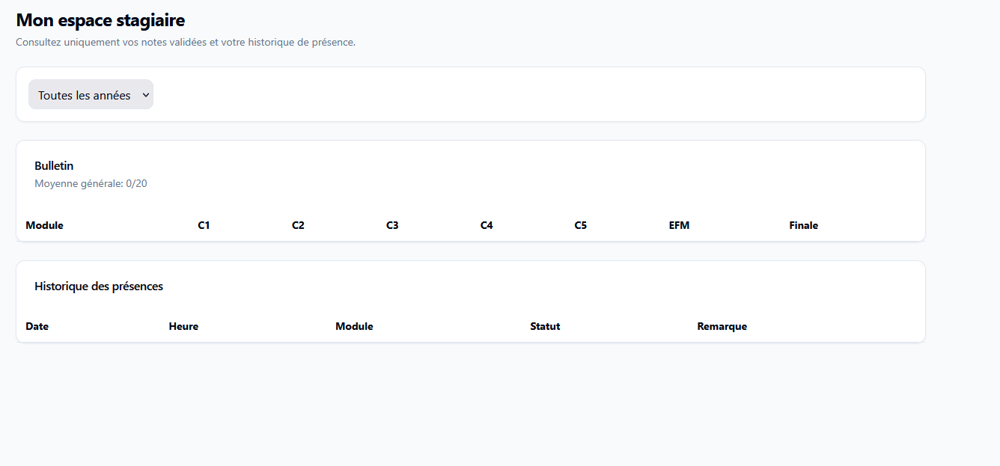 Mon espace stagiaire
Consultez uniquement vos notes validées et votre historique de présence.
Toutes les années
Bulletin
Moyenne générale: 0/20
Module C1 C2 C3 C4 C5 EFM Finale
Historique des présences
Date Heure Module Statut Remarque